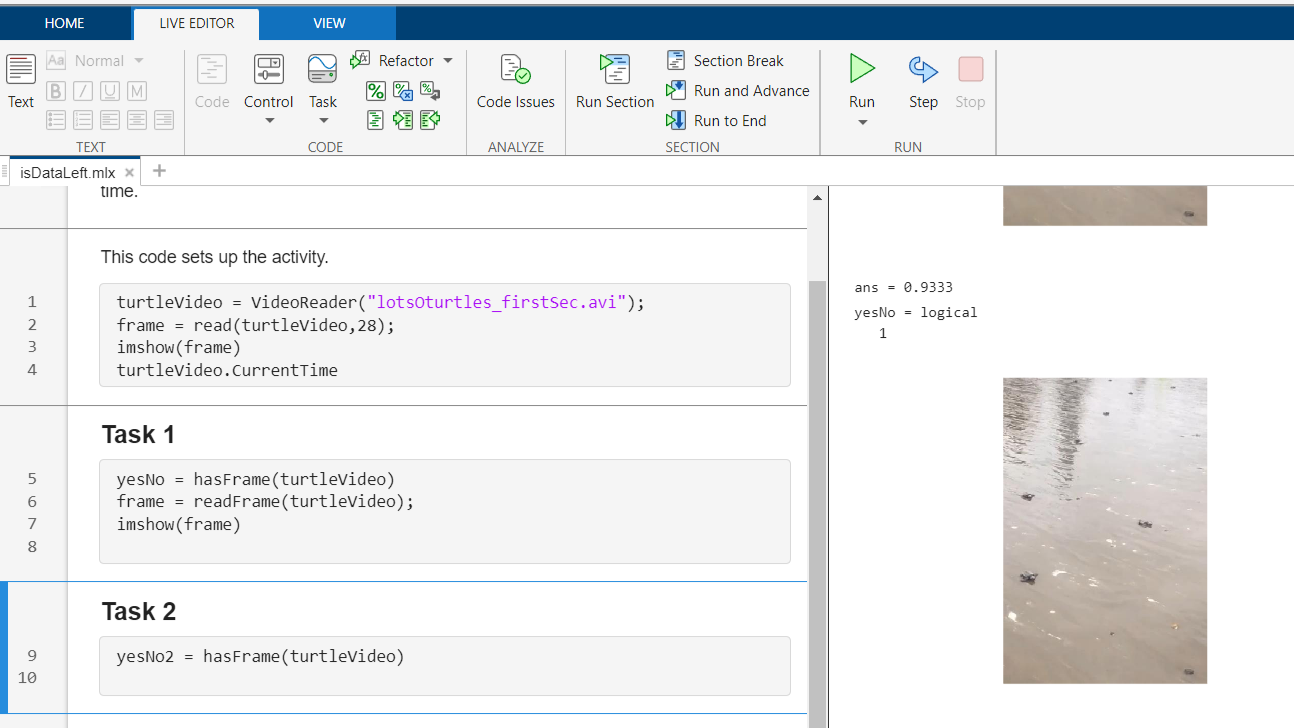 HOME LIVE EDITOR VIEW
Aa Normal Refactor Section Break
B I U M Run and Advance
Text Code Control Task Code Issues Run Section Run Step Stop
Run to End
TEXT CODE ANALYZE SECTION RUN
isDataLeft.mlx × +
time.
This code sets up the activity.
1 turtleVideo = VideoReader("lotsOturtles_firstSec.avi");
2 frame = read(turtleVideo,28);
3 imshow(frame)
4 turtleVideo.CurrentTime
Task 1
5 yesNo = hasFrame(turtleVideo)
6 frame = readFrame(turtleVideo);
7 imshow(frame)
8
Task 2
9 yesNo2 = hasFrame(turtleVideo)
10
ans = 0.9333
yesNo = logical
1